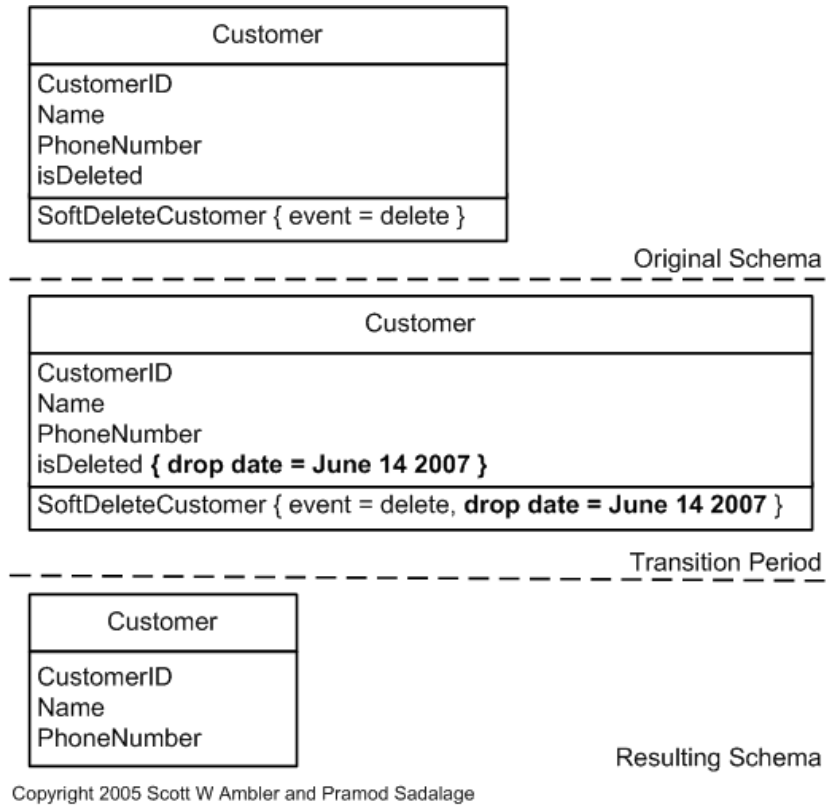 Customer
CustomerID
Name
PhoneNumber
isDeleted
SoftDeleteCustomer { event = delete }
Original Schema
Customer
CustomerID
Name
PhoneNumber
isDeleted { drop date = June 14 2007 }
SoftDeleteCustomer { event = delete, drop date = June 14 2007 }
Transition Period
Customer
CustomerID
Name
PhoneNumber
Resulting Schema
Copyright 2005 Scott W Ambler and Pramod Sadalage